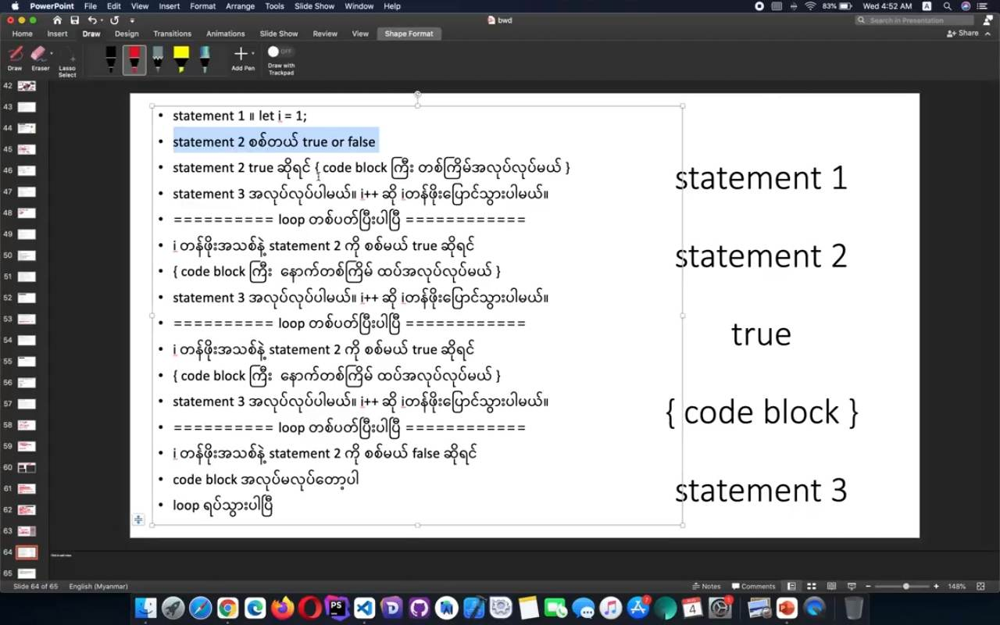 PowerPoint File Edit View Insert Format Arrange Tools Slide Show Window Help 83% Wed 4:52 AM
bwd
Search in Presentation
Home Insert Draw Design Transitions Animations Slide Show Review View Shape Format Share
Draw Eraser Lasso Select Add Pen OFF Draw with Trackpad
42
43
44
45
46
47
48
49
50
51
52
53
54
55
56
57
58
59
60
61
62
63
64
65
• statement 1 ။ let i = 1;
• statement 2 စစ်တယ် true or false
• statement 2 true ဆိုရင် { code block ကြီး တစ်ကြိမ်အလုပ်လုပ်မယ် }
• statement 3 အလုပ်လုပ်ပါမယ်။ i++ ဆို iတန်ဖိုးပြောင်သွားပါမယ်။
• ========== loop တစ်ပတ်ပြီးပါပြီ ============
• i တန်ဖိုးအသစ်နဲ့ statement 2 ကို စစ်မယ် true ဆိုရင်
• { code block ကြီး နောက်တစ်ကြိမ် ထပ်အလုပ်လုပ်မယ် }
• statement 3 အလုပ်လုပ်ပါမယ်။ i++ ဆို iတန်ဖိုးပြောင်သွားပါမယ်။
• ========== loop တစ်ပတ်ပြီးပါပြီ ============
• i တန်ဖိုးအသစ်နဲ့ statement 2 ကို စစ်မယ် true ဆိုရင်
• { code block ကြီး နောက်တစ်ကြိမ် ထပ်အလုပ်လုပ်မယ် }
• statement 3 အလုပ်လုပ်ပါမယ်။ i++ ဆို iတန်ဖိုးပြောင်သွားပါမယ်။
• ========== loop တစ်ပတ်ပြီးပါပြီ ============
• i တန်ဖိုးအသစ်နဲ့ statement 2 ကို စစ်မယ် false ဆိုရင်
• code block အလုပ်မလုပ်တော့ပါ
• loop ရပ်သွားပါပြီ
statement 1
statement 2
true
{ code block }
statement 3
Slide 64 of 65 English (Myanmar) Notes Comments 148%